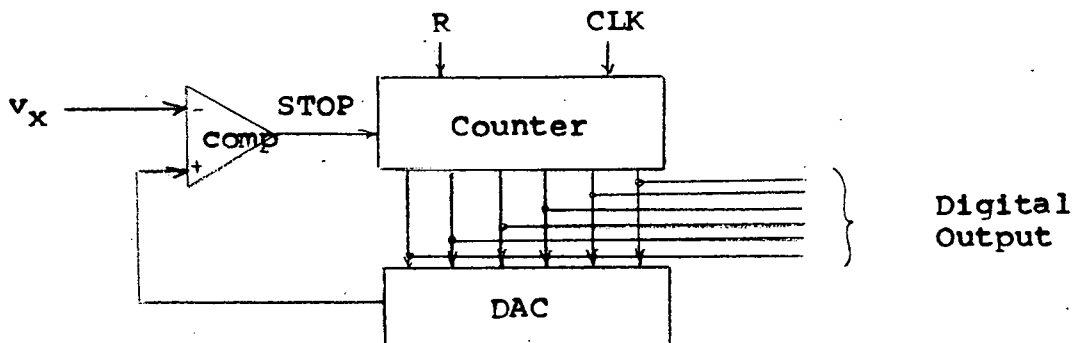 R CLK
v_x
-
STOP
comp
Counter
+
Digital
Output
DAC